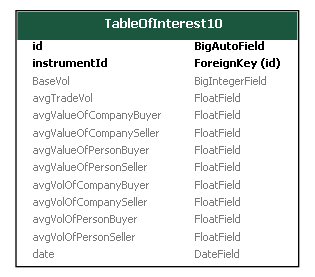 TableOfInterest10
id BigAutoField
instrumentId ForeignKey (id)
BaseVol BigIntegerField
avgTradeVol FloatField
avgValueOfCompanyBuyer FloatField
avgValueOfCompanySeller FloatField
avgValueOfPersonBuyer FloatField
avgValueOfPersonSeller FloatField
avgVolOfCompanyBuyer FloatField
avgVolOfCompanySeller FloatField
avgVolOfPersonBuyer FloatField
avgVolOfPersonSeller FloatField
date DateField